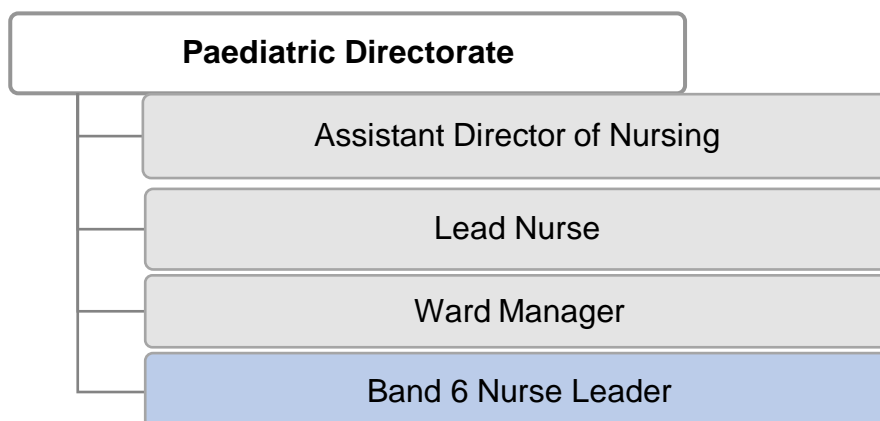 Paediatric Directorate
Assistant Director of Nursing
Lead Nurse
Ward Manager
Band 6 Nurse Leader